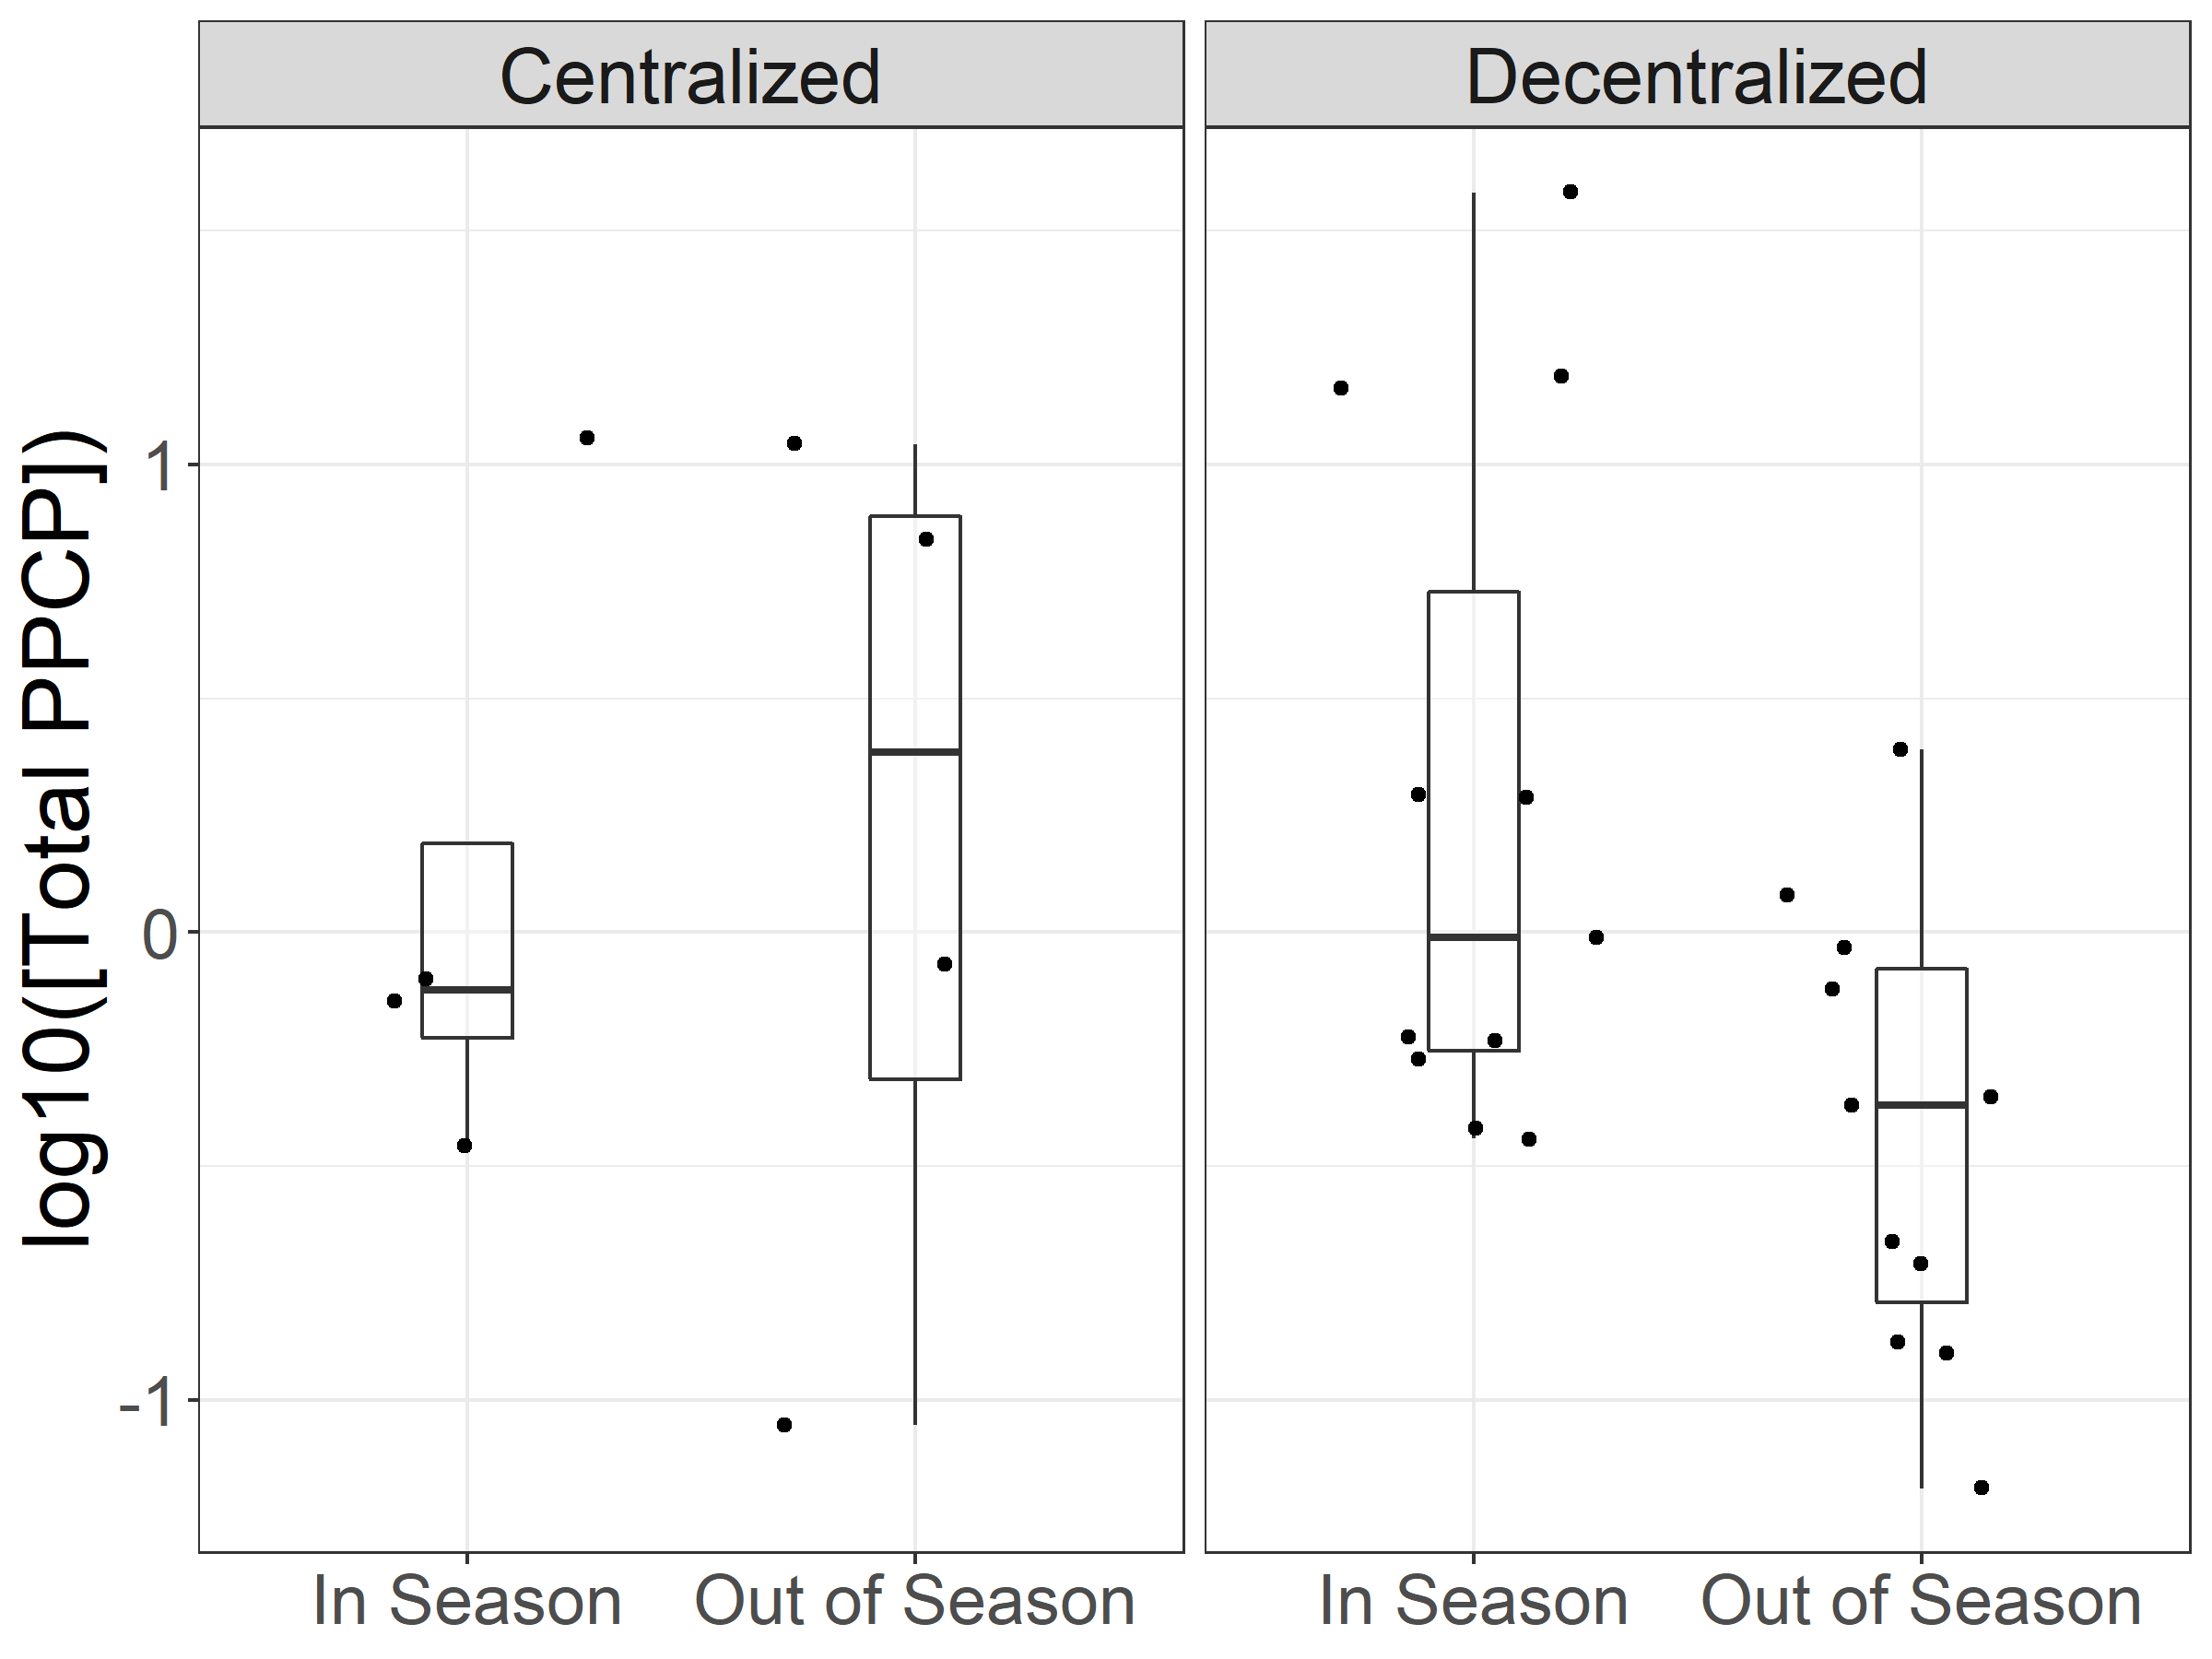 Centralized
Decentralized
log10([Total PPCP])
1
0
-1
In Season
Out of Season
In Season
Out of Season